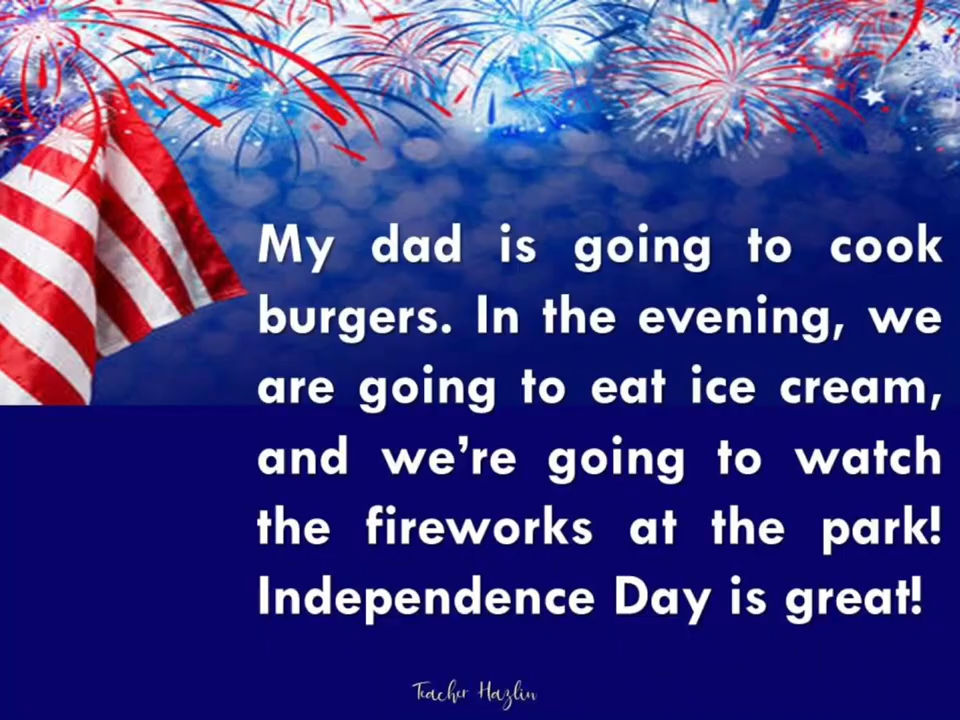 My dad is going to cook
burgers. In the evening, we
are going to eat ice cream,
and we’re going to watch
the fireworks at the park!
Independence Day is great!
Teacher Hazlin